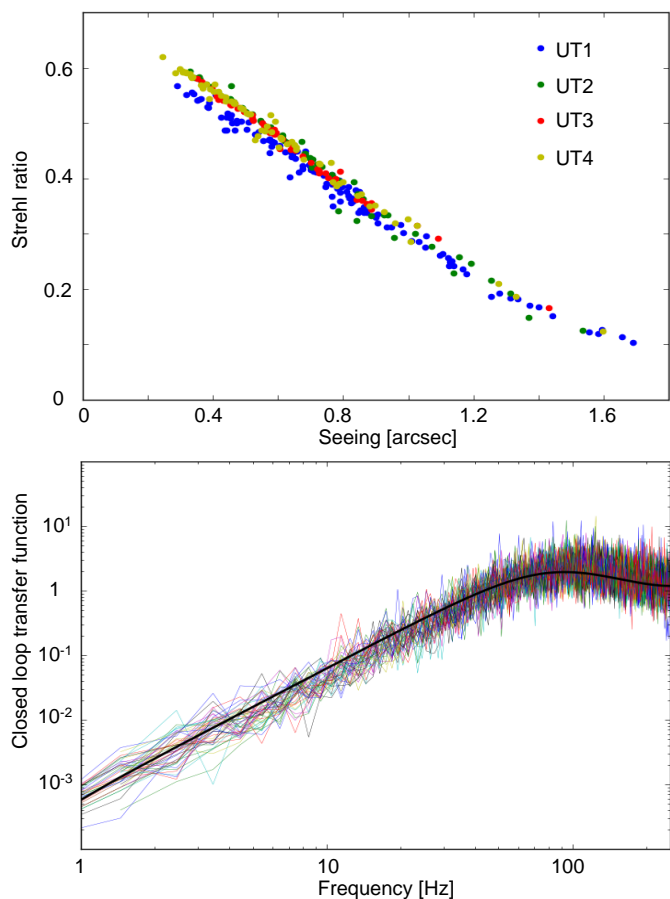 Strehl ratio
0.6
0.4
0.2
0
UT1
UT2
UT3
UT4
0 0.4 0.8 1.2 1.6
Seeing [arcsec]
Closed loop transfer function
10¹
1
10⁻¹
10⁻²
10⁻³
1 10 100
Frequency [Hz]